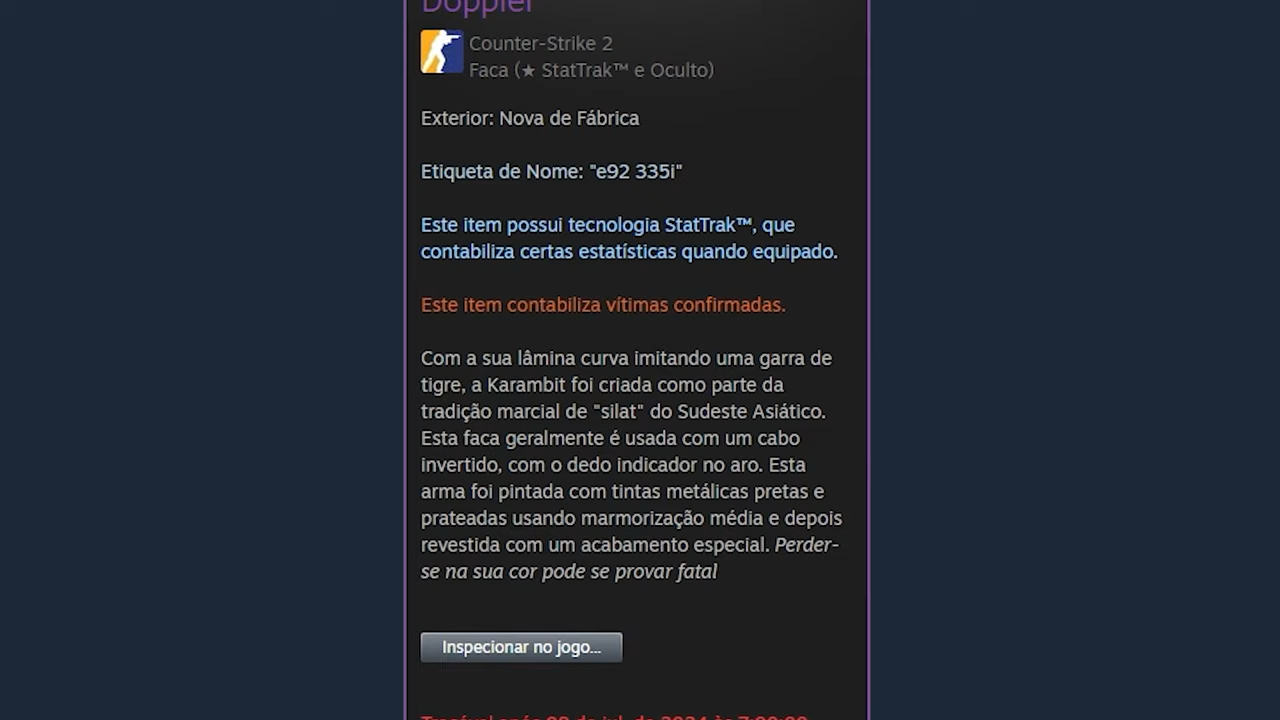 Doppler
Counter-Strike 2
Faca (★ StatTrak™ e Oculto)
Exterior: Nova de Fábrica
Etiqueta de Nome: "e92 335i"
Este item possui tecnologia StatTrak™, que
contabiliza certas estatísticas quando equipado.
Este item contabiliza vítimas confirmadas.
Com a sua lâmina curva imitando uma garra de
tigre, a Karambit foi criada como parte da
tradição marcial de "silat" do Sudeste Asiático.
Esta faca geralmente é usada com um cabo
invertido, com o dedo indicador no aro. Esta
arma foi pintada com tintas metálicas pretas e
prateadas usando marmorização média e depois
revestida com um acabamento especial. Perder-
se na sua cor pode se provar fatal
Inspecionar no jogo...